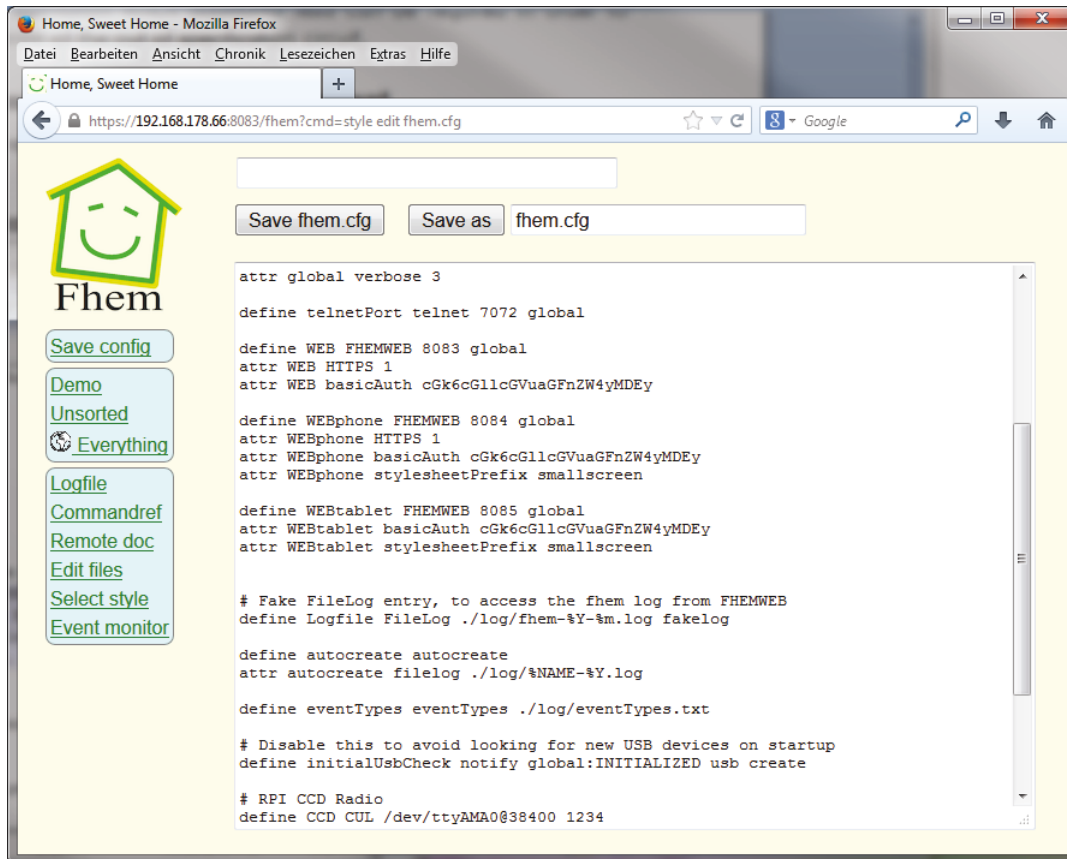 Home, Sweet Home - Mozilla Firefox
Datei Bearbeiten Ansicht Chronik Lesezeichen Extras Hilfe
Home, Sweet Home
https://192.168.178.66:8083/fhem?cmd=style edit fhem.cfg
Google
Save fhem.cfg
Save as
fhem.cfg
Fhem
Save config
Demo
Unsorted
Everything
Logfile
Commandref
Remote doc
Edit files
Select style
Event monitor
attr global verbose 3
define telnetPort telnet 7072 global
define WEB FHEMWEB 8083 global
attr WEB HTTPS 1
attr WEB basicAuth cGk6cGllcGVuaGFnZW4yMDEy
define WEBphone FHEMWEB 8084 global
attr WEBphone HTTPS 1
attr WEBphone basicAuth cGk6cGllcGVuaGFnZW4yMDEy
attr WEBphone stylesheetPrefix smallscreen
define WEBtablet FHEMWEB 8085 global
attr WEBtablet basicAuth cGk6cGllcGVuaGFnZW4yMDEy
attr WEBtablet stylesheetPrefix smallscreen
# Fake FileLog entry, to access the fhem log from FHEMWEB
define Logfile FileLog ./log/fhem-%Y-%m.log fakelog
define autocreate autocreate
attr autocreate filelog ./log/%NAME-%Y.log
define eventTypes eventTypes ./log/eventTypes.txt
# Disable this to avoid looking for new USB devices on startup
define initialUsbCheck notify global:INITIALIZED usb create
# RPI CCD Radio
define CCD CUL /dev/ttyAMA0@38400 1234